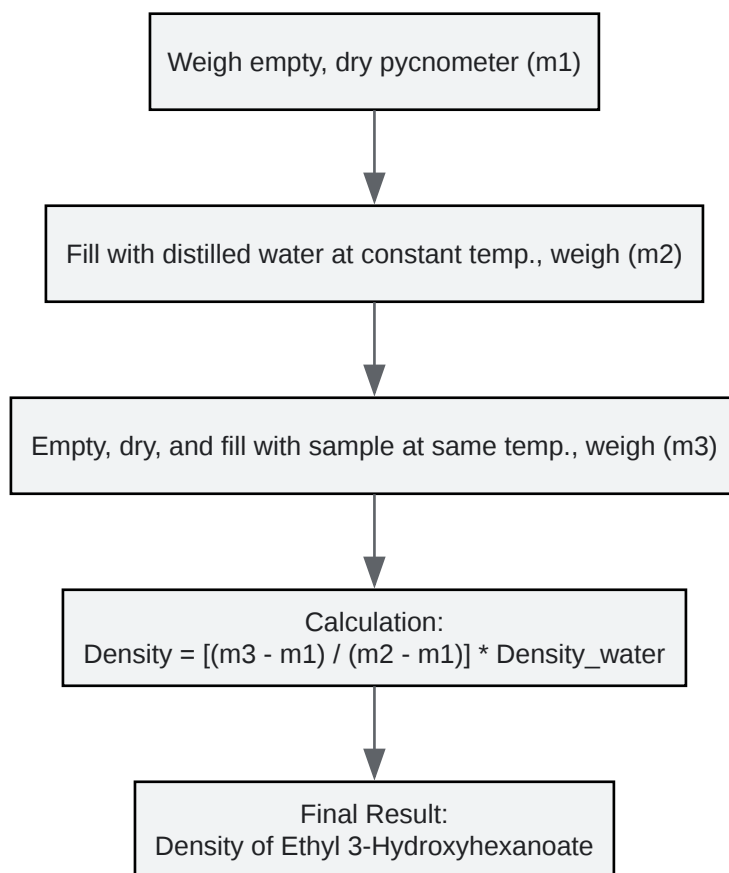 Weigh empty, dry pycnometer (m1)
Fill with distilled water at constant temp., weigh (m2)
Empty, dry, and fill with sample at same temp., weigh (m3)
Calculation:
Density = [(m3 - m1) / (m2 - m1)] * Density_water
Final Result:
Density of Ethyl 3-Hydroxyhexanoate